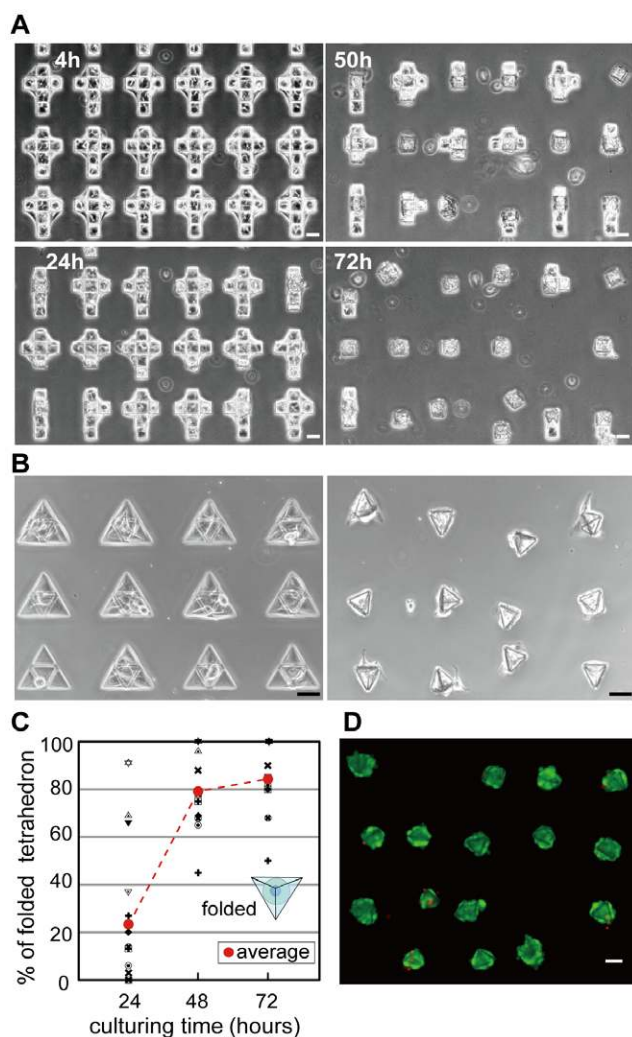 A
4h
50h
24h
72h
B
C
D
100
80
60
40
20
0
% of folded tetrahedron
folded
average
24
48
72
culturing time (hours)